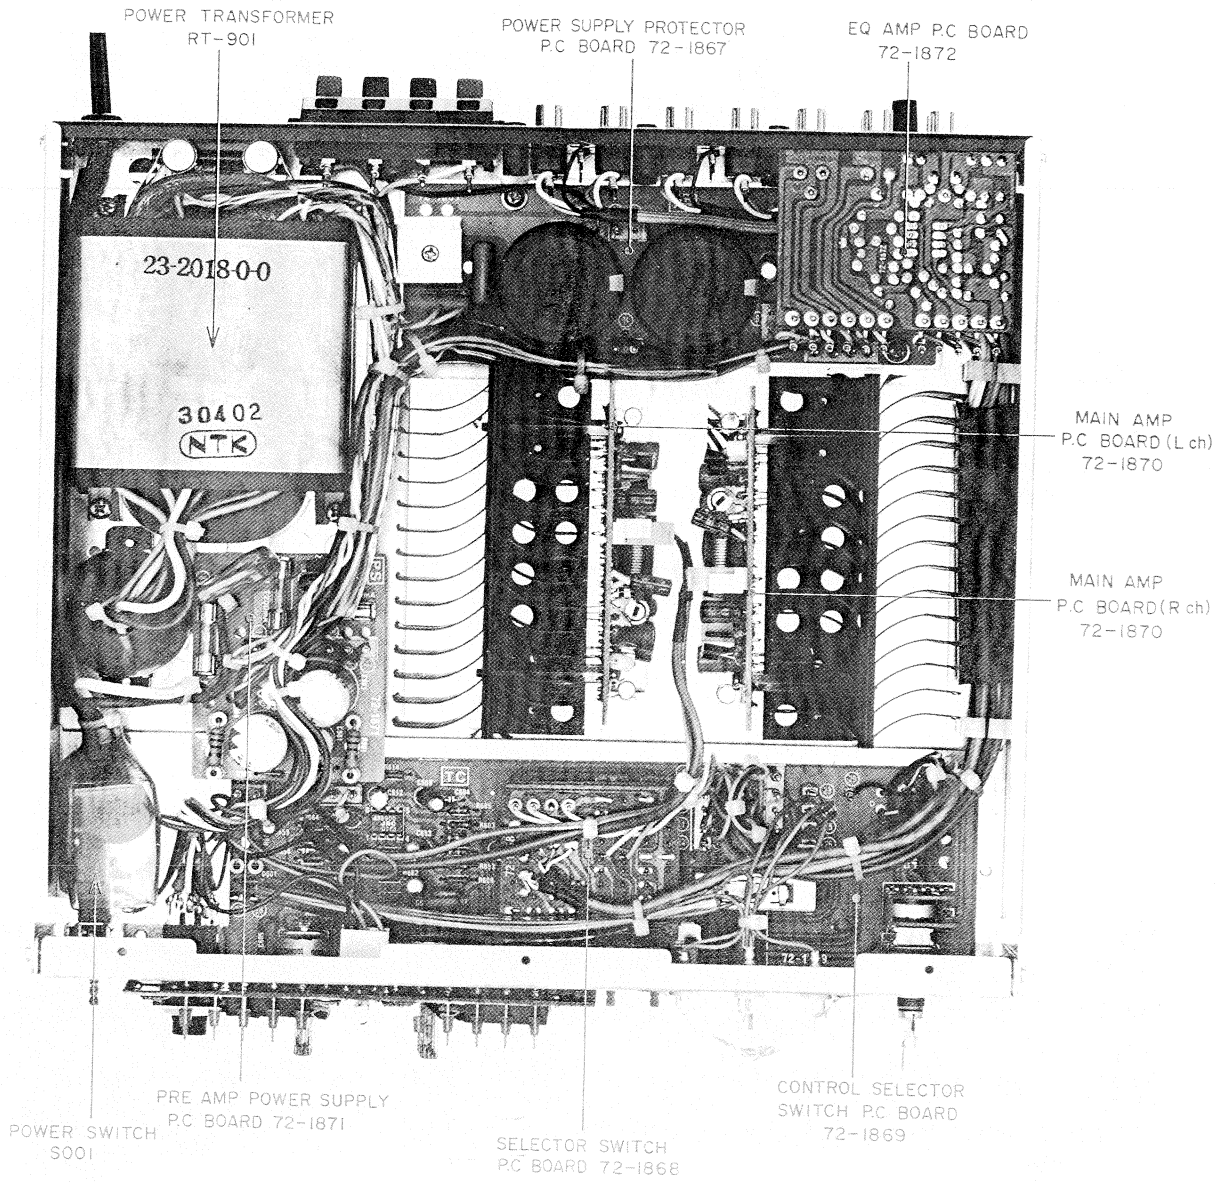 POWER TRANSFORMER
RT-901
POWER SUPPLY PROTECTOR
P.C BOARD 72-1867
EQ AMP P.C BOARD
72-1872
23-2018-0-0
30402
NTK
MAIN AMP
P.C BOARD (L ch)
72-1870
MAIN AMP
P.C BOARD (R ch)
72-1870
PS
TC
PRE AMP POWER SUPPLY
P.C BOARD 72-1871
POWER SWITCH
S001
SELECTOR SWITCH
P.C BOARD 72-1868
CONTROL SELECTOR
SWITCH P.C BOARD
72-1869